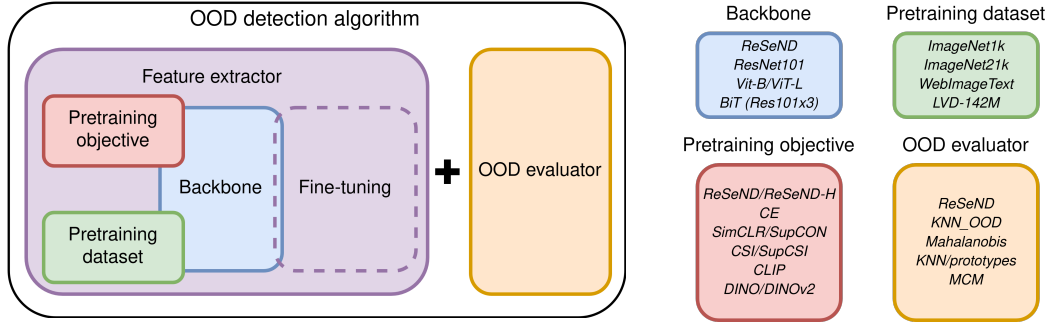 OOD detection algorithm
Feature extractor
Pretraining
objective
Backbone
Fine-tuning
Pretraining
dataset
+
OOD evaluator
Backbone
ReSeND
ResNet101
Vit-B/ViT-L
BiT (Res101x3)
Pretraining dataset
ImageNet1k
ImageNet21k
WebImageText
LVD-142M
Pretraining objective
ReSeND/ReSeND-H
CE
SimCLR/SupCON
CSI/SupCSI
CLIP
DINO/DINOv2
OOD evaluator
ReSeND
KNN_OOD
Mahalanobis
KNN/prototypes
MCM